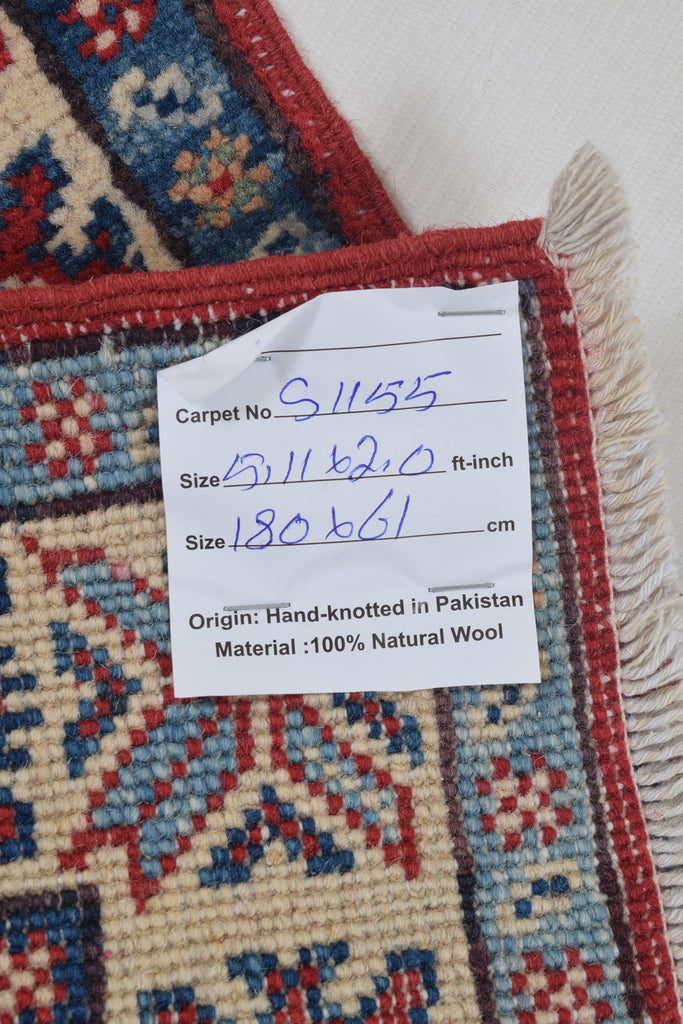 Carpet No S1155
Size 5.11x2.0 ft-inch
Size 180x61 cm
Origin: Hand-knotted in Pakistan
Material :100% Natural Wool